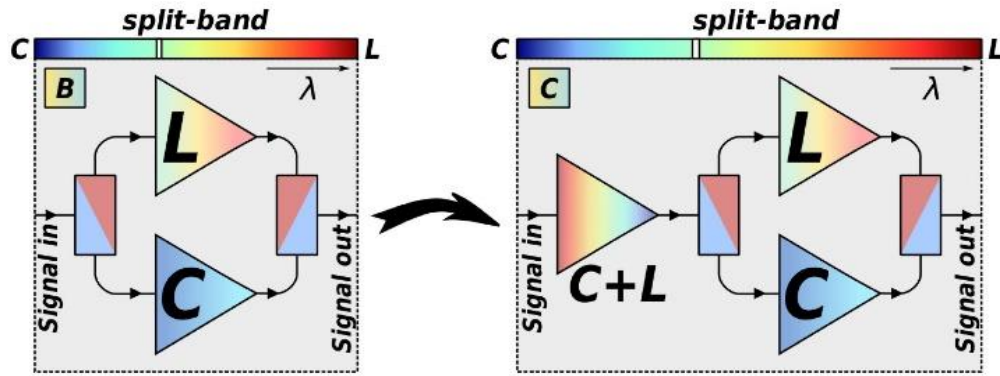 split-band
C L
B
λ
L
C
Signal in
Signal out
split-band
C L
C
λ
C+L
L
C
Signal in
Signal out